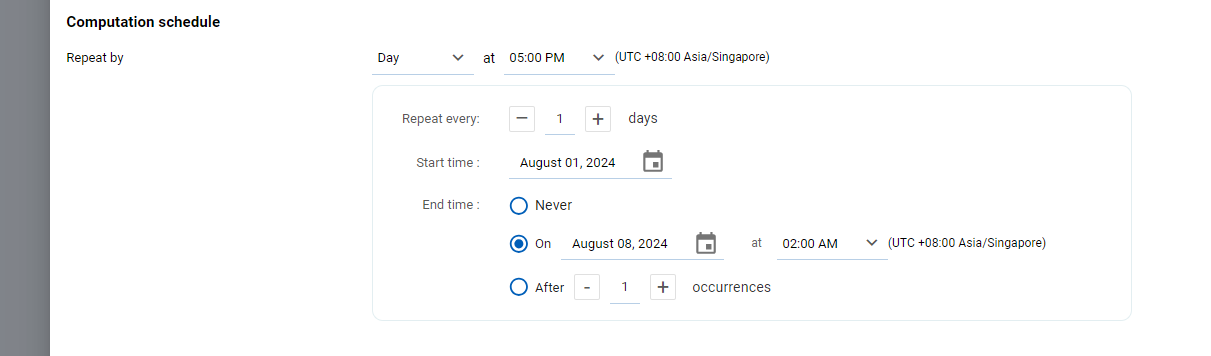 Computation schedule
Repeat by Day at 05:00 PM (UTC +08:00 Asia/Singapore)
Repeat every: − 1 + days
Start time : August 01, 2024
End time : Never
On August 08, 2024 at 02:00 AM (UTC +08:00 Asia/Singapore)
After - 1 + occurrences